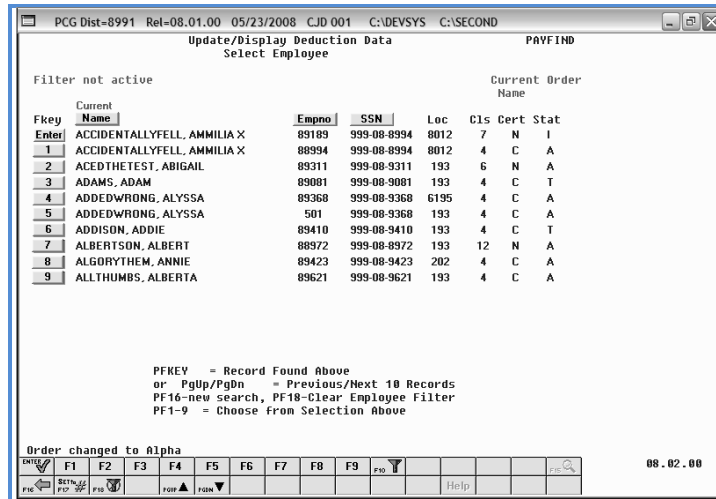 PCG Dist=8991 Rel=08.01.00 05/23/2008 CJD 001 C:\DEVSYS C:\SECOND
Update/Display Deduction Data PAYFIND
Select Employee
Filter not active Current Order
Name
Current
Fkey Name Empno SSN Loc Cls Cert Stat
Enter ACCIDENTALLYFELL, AMMILIA X 89189 999-08-8994 8012 7 N I
1 ACCIDENTALLYFELL, AMMILIA X 88994 999-08-8994 8012 4 C A
2 ACEDTHETEST, ABIGAIL 89311 999-08-9311 193 6 N A
3 ADAMS, ADAM 89081 999-08-9081 193 4 C T
4 ADDEDWRONG, ALYSSA 89368 999-08-9368 6195 4 C A
5 ADDEDWRONG, ALYSSA 501 999-08-9368 193 4 C A
6 ADDISON, ADDIE 89410 999-08-9410 193 4 C T
7 ALBERTSON, ALBERT 88972 999-08-8972 193 12 N A
8 ALGORYTHEM, ANNIE 89423 999-08-9423 202 4 C A
9 ALLTHUMBS, ALBERTA 89621 999-08-9621 193 4 C A
PFKEY = Record Found Above
or PgUp/PgDn = Previous/Next 10 Records
PF16-new search, PF18-Clear Employee Filter
PF1-9 = Choose from Selection Above
Order changed to Alpha
ENTER F1 F2 F3 F4 F5 F6 F7 F8 F9 F10 F15 08.02.00
F16 F17 F18 PGUP PGDN Help